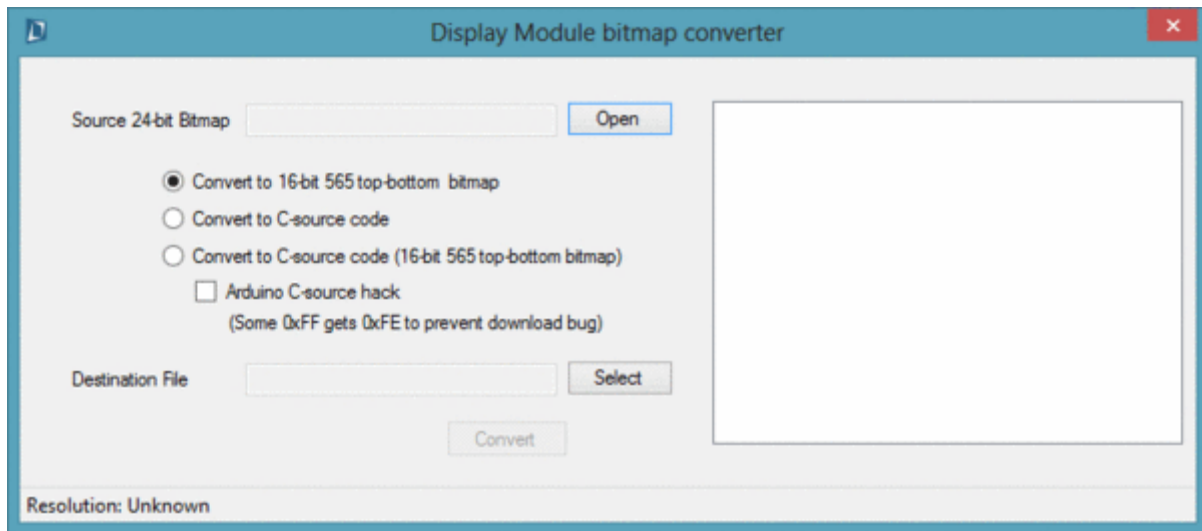 Display Module bitmap converter
Source 24-bit Bitmap
Open
Convert to 16-bit 565 top-bottom bitmap
Convert to C-source code
Convert to C-source code (16-bit 565 top-bottom bitmap)
Arduino C-source hack
(Some 0xFF gets 0xFE to prevent download bug)
Destination File
Select
Convert
Resolution: Unknown